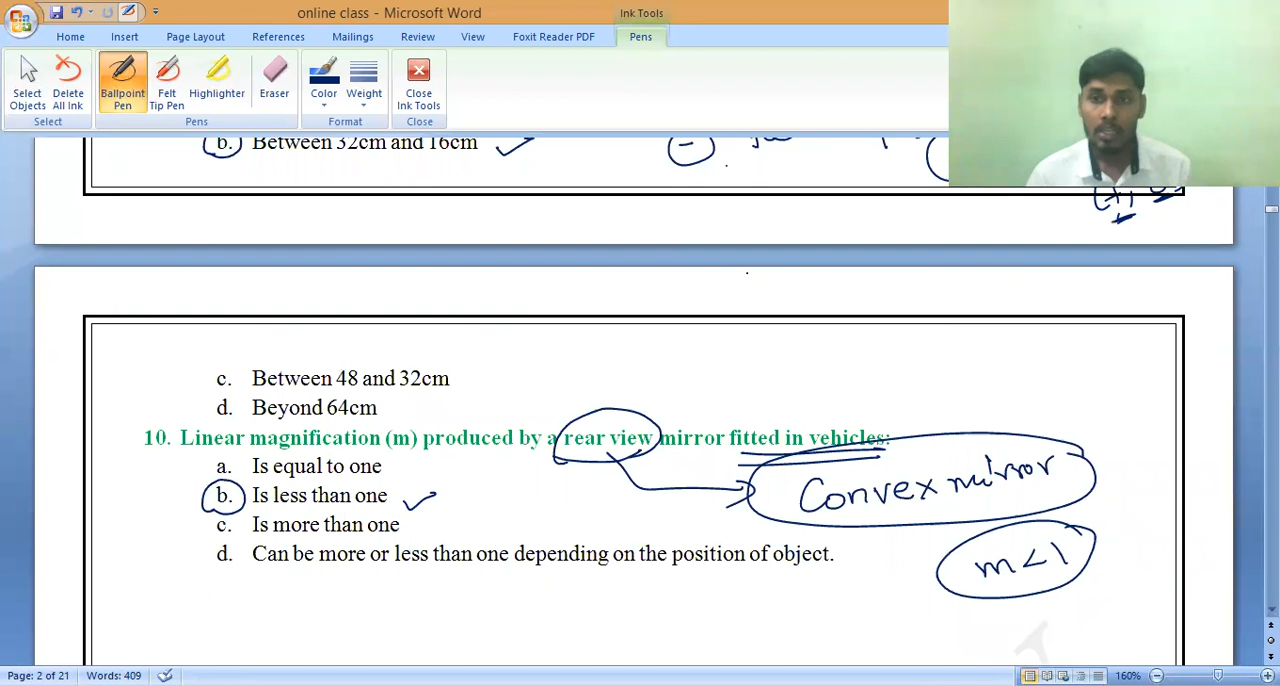 online class - Microsoft Word
Ink Tools
Home Insert Page Layout References Mailings Review View Foxit Reader PDF Pens
Select Objects
Delete All Ink
Ballpoint Pen
Felt Tip Pen
Highlighter
Eraser
Color
Weight
Close Ink Tools
Select Pens Format Close
b. Between 32cm and 16cm
c. Between 48 and 32cm
d. Beyond 64cm
10. Linear magnification (m) produced by a rear view mirror fitted in vehicles:
a. Is equal to one
b. Is less than one
Convex mirror
c. Is more than one
d. Can be more or less than one depending on the position of object.
m<1
Page: 2 of 21 Words: 409 160%